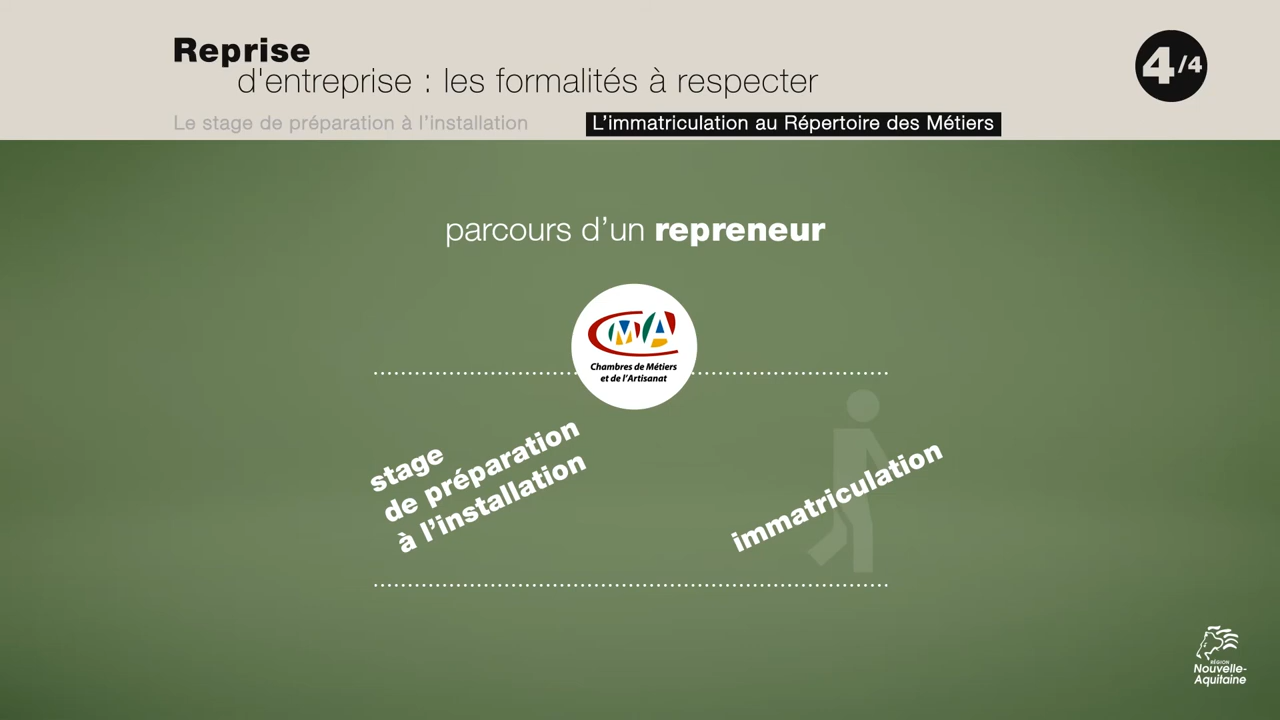 Reprise
d'entreprise : les formalités à respecter
4/4
Le stage de préparation à l'installation
L'immatriculation au Répertoire des Métiers
parcours d'un repreneur
CMA
Chambres de Métiers
et de l'Artisanat
stage
de préparation
à l'installation
immatriculation
RÉGION
Nouvelle-
Aquitaine